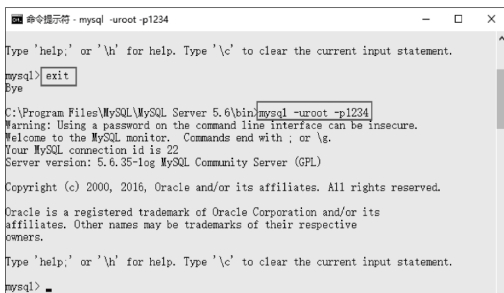 命令提示符 - mysql -uroot -p1234
Type 'help;' or '\h' for help. Type '\c' to clear the current input statement.
mysql> exit
Bye
C:\Program Files\MySQL\MySQL Server 5.6\bin>mysql -uroot -p1234
Warning: Using a password on the command line interface can be insecure.
Welcome to the MySQL monitor.  Commands end with ; or \g.
Your MySQL connection id is 22
Server version: 5.6.35-log MySQL Community Server (GPL)
Copyright (c) 2000, 2016, Oracle and/or its affiliates. All rights reserved.
Oracle is a registered trademark of Oracle Corporation and/or its
affiliates. Other names may be trademarks of their respective
owners.
Type 'help;' or '\h' for help. Type '\c' to clear the current input statement.
mysql>